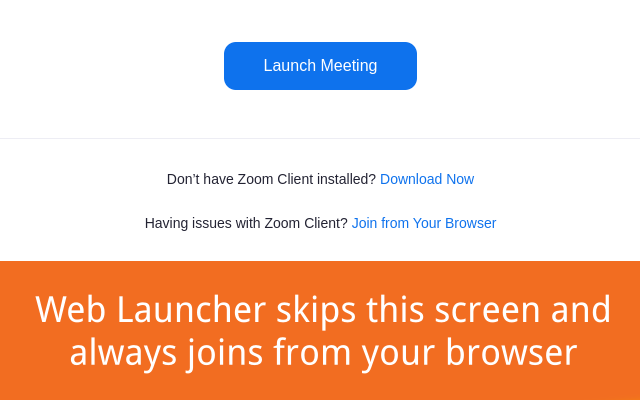 Launch Meeting
Don’t have Zoom Client installed? Download Now
Having issues with Zoom Client? Join from Your Browser
Web Launcher skips this screen and
always joins from your browser